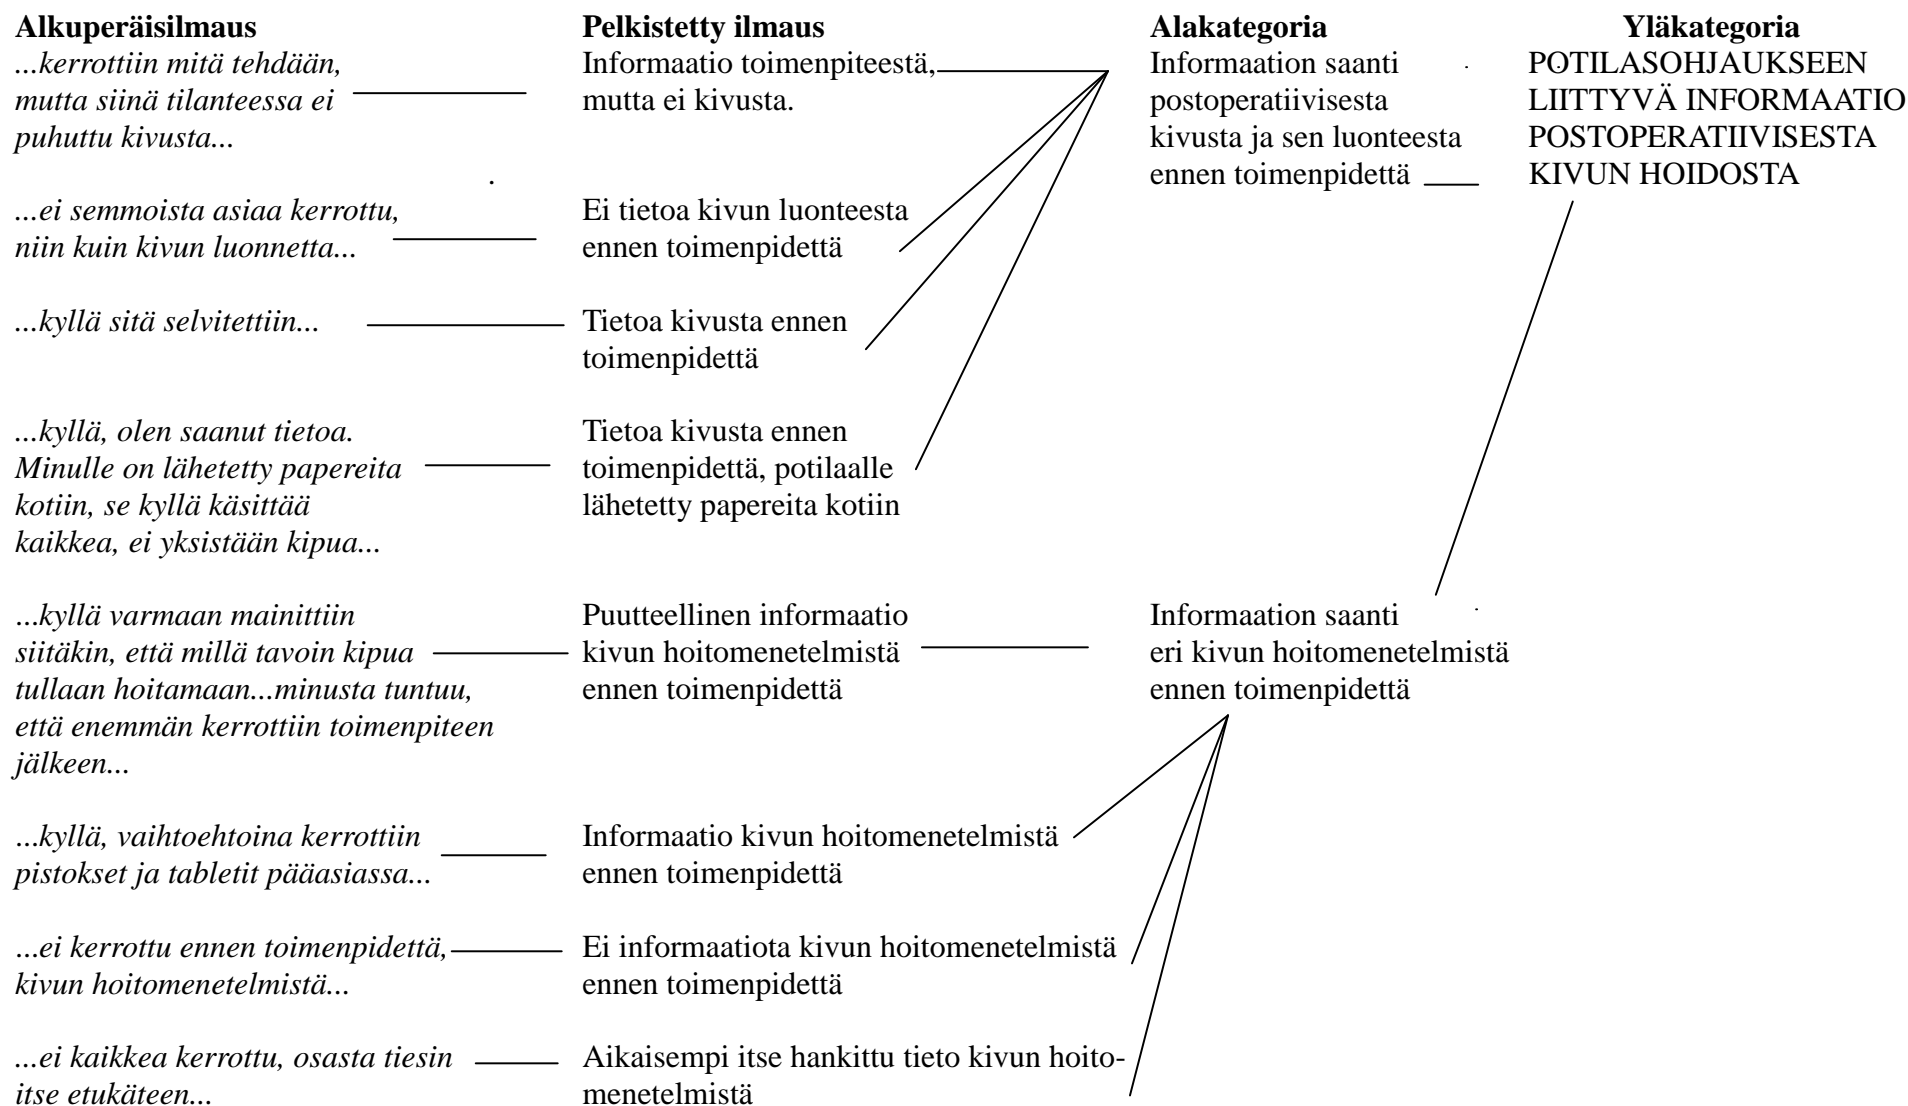 Alkuperäisilmaus Pelkistetty ilmaus Alakategoria Yläkategoria
...kerrottiin mitä tehdään, Informaatio toimenpiteestä, Informaation saanti POTILASOHJAUKSEEN
mutta siinä tilanteessa ei mutta ei kivusta. postoperatiivisesta LIITTYVÄ INFORMAATIO
puhuttu kivusta... kivusta ja sen luonteesta POSTOPERATIIVISESTA
ennen toimenpidettä KIVUN HOIDOSTA
...ei semmoista asiaa kerrottu, Ei tietoa kivun luonteesta
niin kuin kivun luonnetta... ennen toimenpidettä
...kyllä sitä selvitettiin... Tietoa kivusta ennen
toimenpidettä
...kyllä, olen saanut tietoa. Tietoa kivusta ennen
Minulle on lähetetty papereita toimenpidettä, potilaalle
kotiin, se kyllä käsittää lähetetty papereita kotiin
kaikkea, ei yksistään kipua...
...kyllä varmaan mainittiin Puutteellinen informaatio Informaation saanti
siitäkin, että millä tavoin kipua kivun hoitomenetelmistä eri kivun hoitomenetelmistä
tullaan hoitamaan...minusta tuntuu, ennen toimenpidettä ennen toimenpidettä
että enemmän kerrottiin toimenpiteen
jälkeen...
...kyllä, vaihtoehtoina kerrottiin Informaatio kivun hoitomenetelmistä
pistokset ja tabletit pääasiassa... ennen toimenpidettä
...ei kerrottu ennen toimenpidettä, Ei informaatiota kivun hoitomenetelmistä
kivun hoitomenetelmistä... ennen toimenpidettä
...ei kaikkea kerrottu, osasta tiesin Aikaisempi itse hankittu tieto kivun hoito-
itse etukäteen... menetelmistä